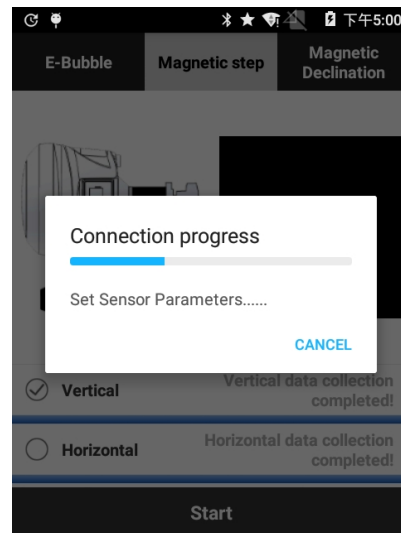 下午5:00
E-Bubble
Magnetic step
Magnetic
Declination
Connection progress
Set Sensor Parameters......
CANCEL
Vertical
Vertical data collection
completed!
Horizontal
Horizontal data collection
completed!
Start